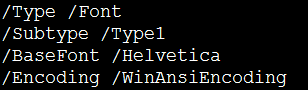 /Type /Font
/Subtype /Type1
/BaseFont /Helvetica
/Encoding /WinAnsiEncoding